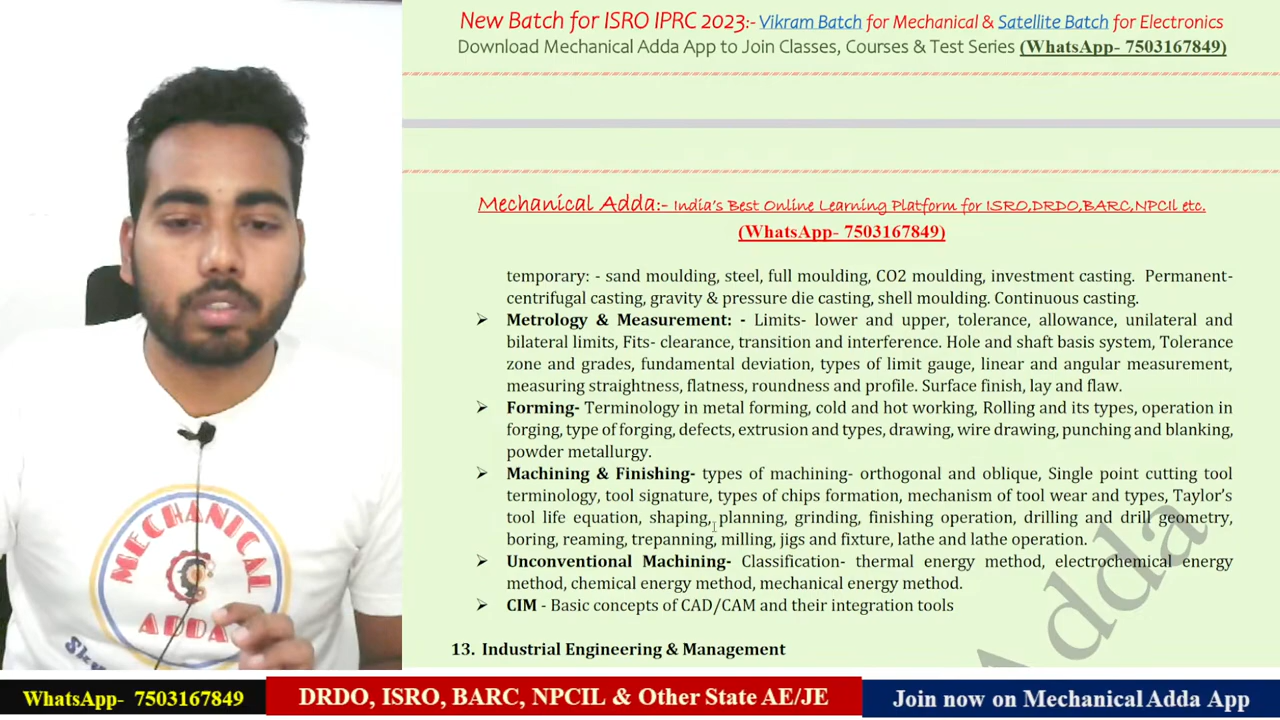 New Batch for ISRO IPRC 2023:- Vikram Batch for Mechanical & Satellite Batch for Electronics
Download Mechanical Adda App to Join Classes, Courses & Test Series (WhatsApp- 7503167849)
Mechanical Adda:- India's Best Online Learning Platform for ISRO,DRDO,BARC,NPCIL etc.
(WhatsApp- 7503167849)
temporary: - sand moulding, steel, full moulding, CO2 moulding, investment casting. Permanent-
centrifugal casting, gravity & pressure die casting, shell moulding. Continuous casting.
➢ Metrology & Measurement: - Limits- lower and upper, tolerance, allowance, unilateral and
bilateral limits, Fits- clearance, transition and interference. Hole and shaft basis system, Tolerance
zone and grades, fundamental deviation, types of limit gauge, linear and angular measurement,
measuring straightness, flatness, roundness and profile. Surface finish, lay and flaw.
➢ Forming- Terminology in metal forming, cold and hot working, Rolling and its types, operation in
forging, type of forging, defects, extrusion and types, drawing, wire drawing, punching and blanking,
powder metallurgy.
➢ Machining & Finishing- types of machining- orthogonal and oblique, Single point cutting tool
terminology, tool signature, types of chips formation, mechanism of tool wear and types, Taylor's
tool life equation, shaping, planning, grinding, finishing operation, drilling and drill geometry,
boring, reaming, trepanning, milling, jigs and fixture, lathe and lathe operation.
➢ Unconventional Machining- Classification- thermal energy method, electrochemical energy
method, chemical energy method, mechanical energy method.
➢ CIM - Basic concepts of CAD/CAM and their integration tools
13. Industrial Engineering & Management
Adda
MECHANICAL
ADDA
WhatsApp- 7503167849
DRDO, ISRO, BARC, NPCIL & Other State AE/JE
Join now on Mechanical Adda App